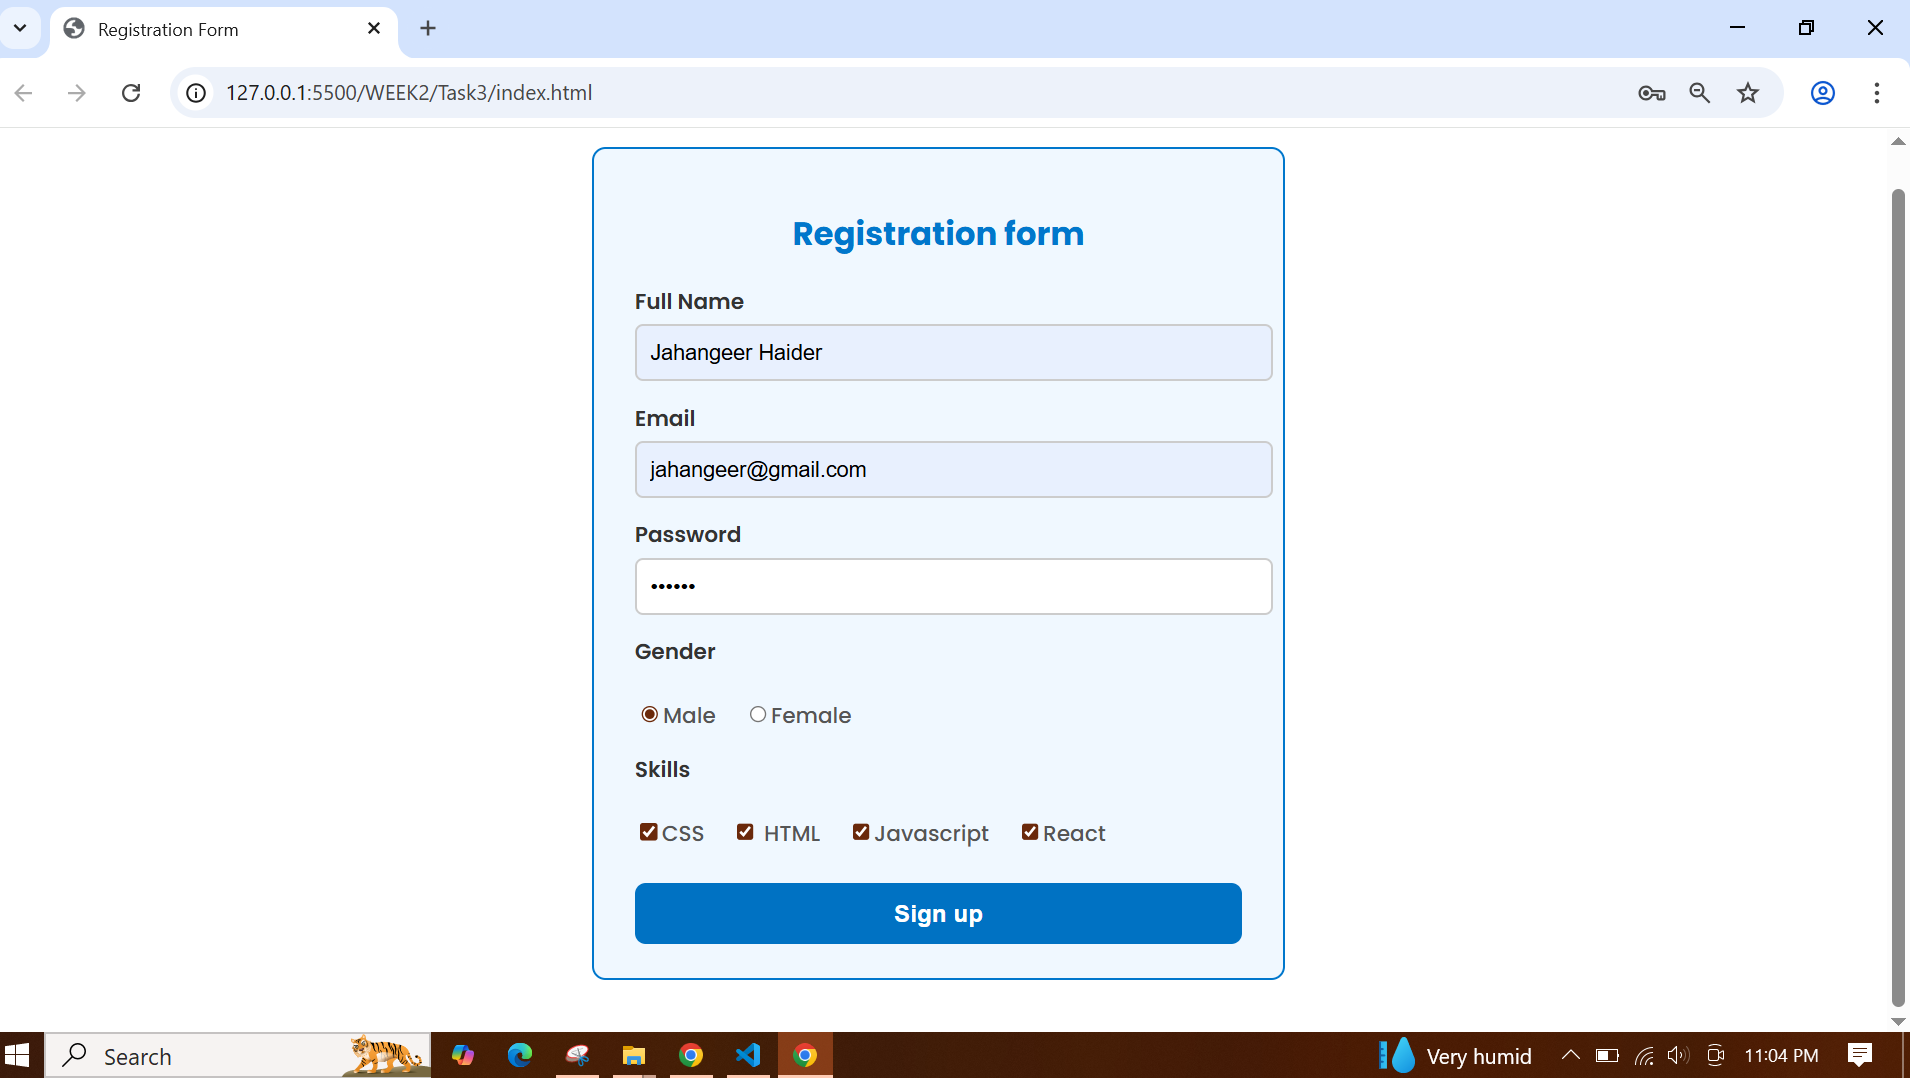 Registration Form
127.0.0.1:5500/WEEK2/Task3/index.html
Registration form
Full Name
Jahangeer Haider
Email
jahangeer@gmail.com
Password
••••••
Gender
Male Female
Skills
CSS HTML Javascript React
Sign up
Search Very humid 11:04 PM